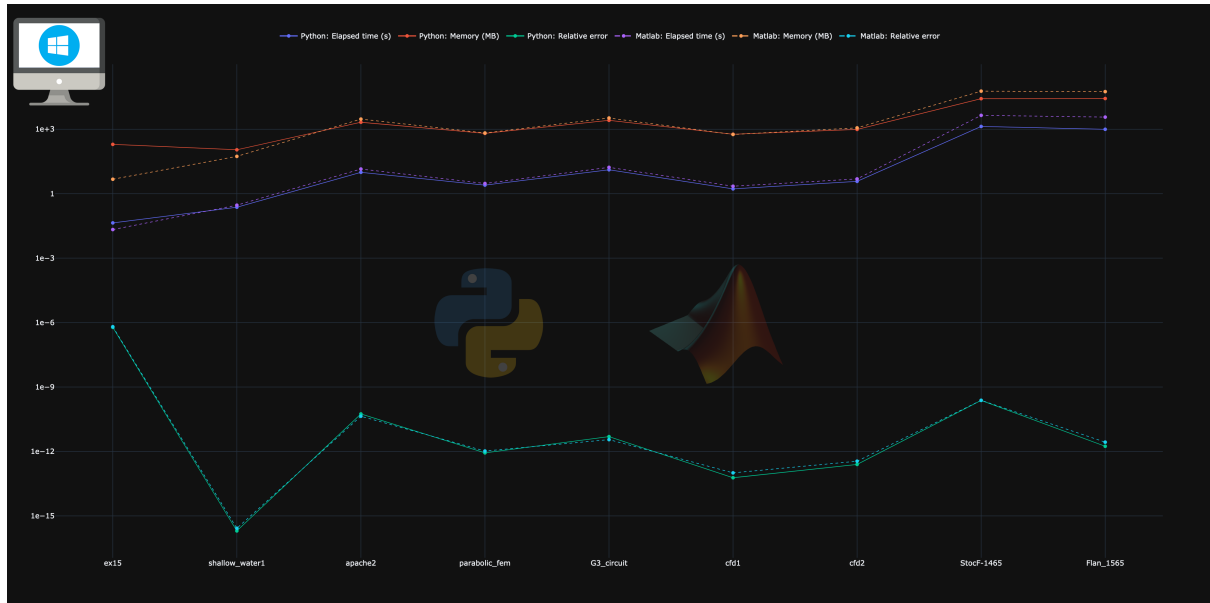 Python: Elapsed time (s) Python: Memory (MB) Python: Relative error Matlab: Elapsed time (s) Matlab: Memory (MB) Matlab: Relative error
1e+3
1
1e−3
1e−6
1e−9
1e−12
1e−15
ex15 shallow_water1 apache2 parabolic_fem G3_circuit cfd1 cfd2 StocF-1465 Flan_1565